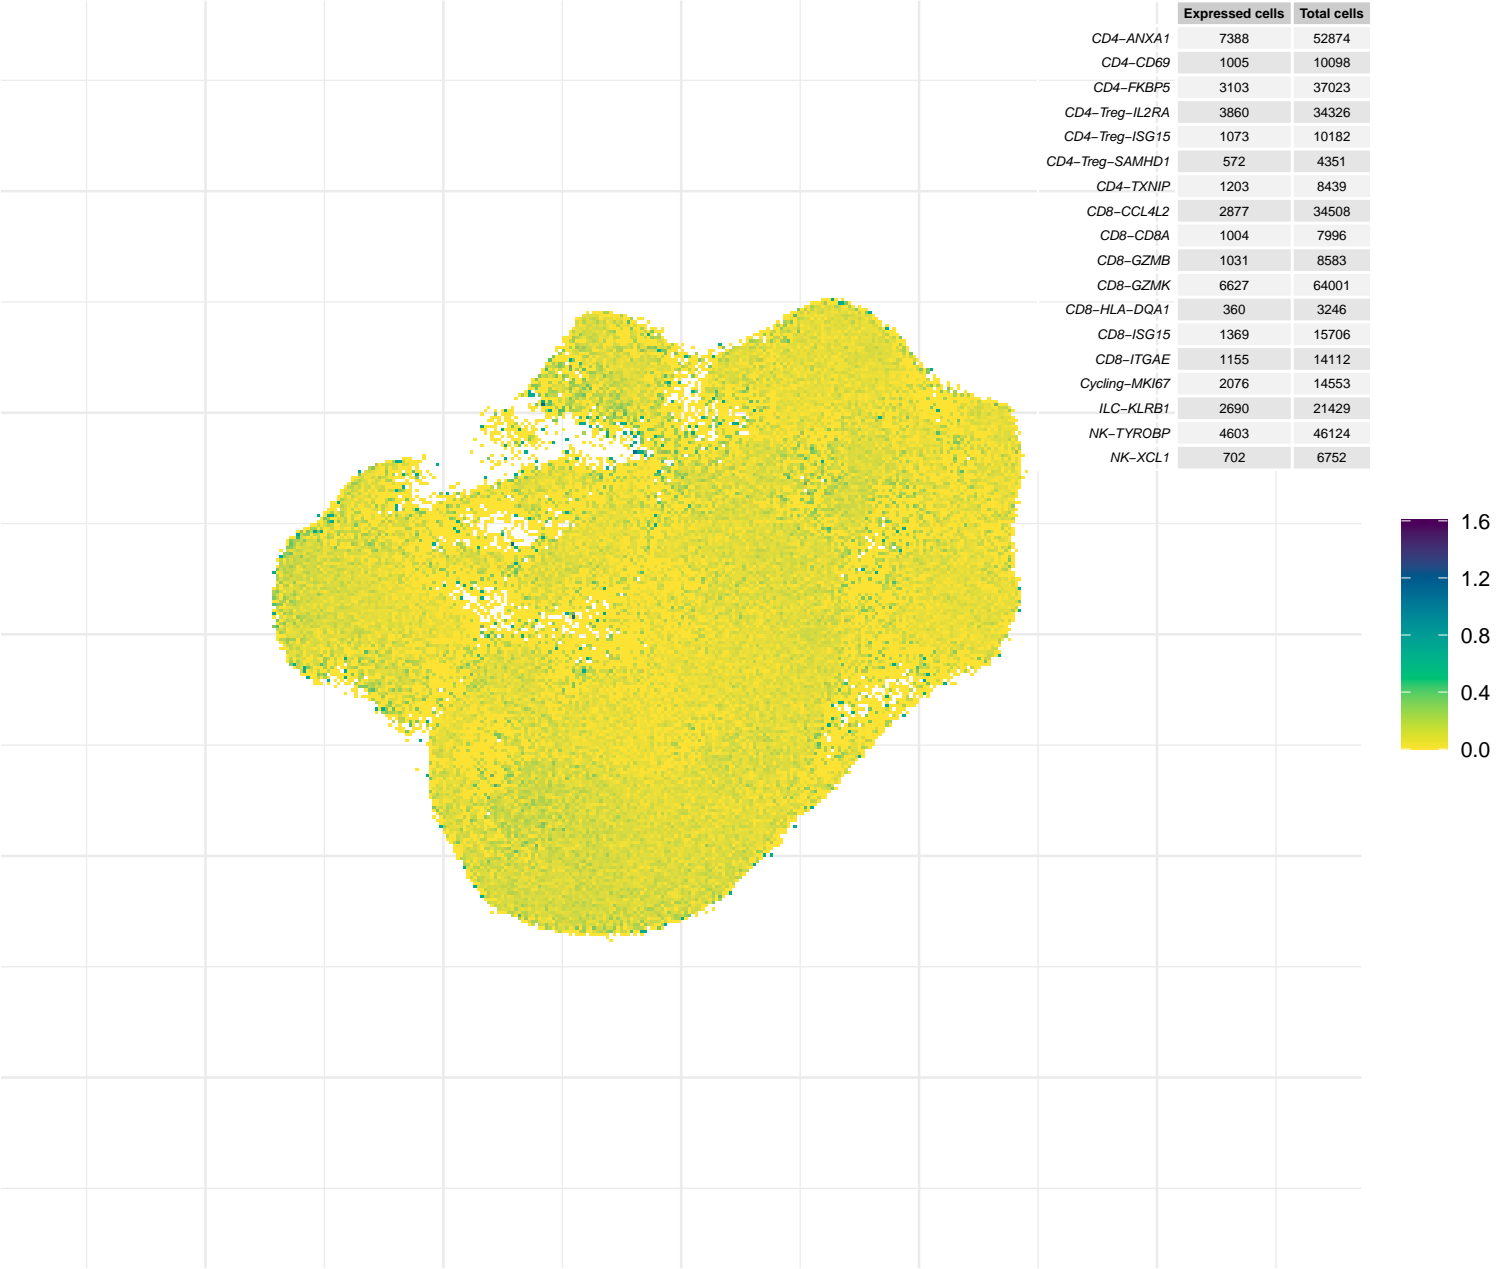 Expressed cells Total cells
CD4−ANXA1 7388 52874
CD4−CD69 1005 10098
CD4−FKBP5 3103 37023
CD4−Treg−IL2RA 3860 34326
CD4−Treg−ISG15 1073 10182
CD4−Treg−SAMHD1 572 4351
CD4−TXNIP 1203 8439
CD8−CCL4L2 2877 34508
CD8−CD8A 1004 7996
CD8−GZMB 1031 8583
CD8−GZMK 6627 64001
CD8−HLA−DQA1 360 3246
CD8−ISG15 1369 15706
CD8−ITGAE 1155 14112
Cycling−MKI67 2076 14553
ILC−KLRB1 2690 21429
NK−TYROBP 4603 46124
NK−XCL1 702 6752
1.6
1.2
0.8
0.4
0.0